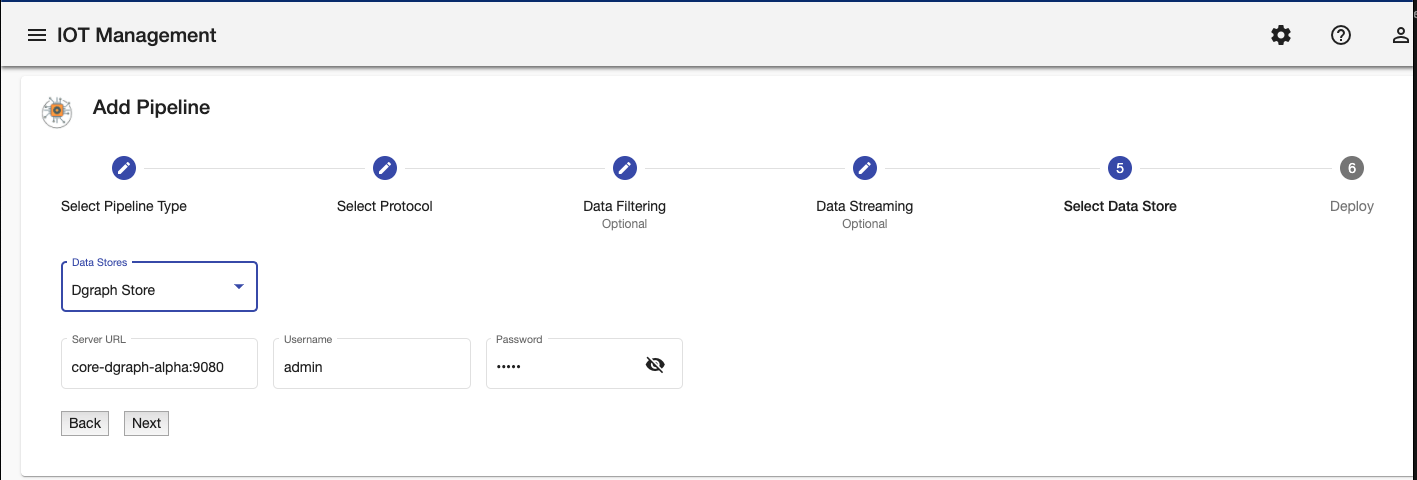 IOT Management
Add Pipeline
5
6
Select Pipeline Type
Select Protocol
Data Filtering
Optional
Data Streaming
Optional
Select Data Store
Deploy
Data Stores
Dgraph Store
Server URL
core-dgraph-alpha:9080
Username
admin
Password
•••••
Back
Next